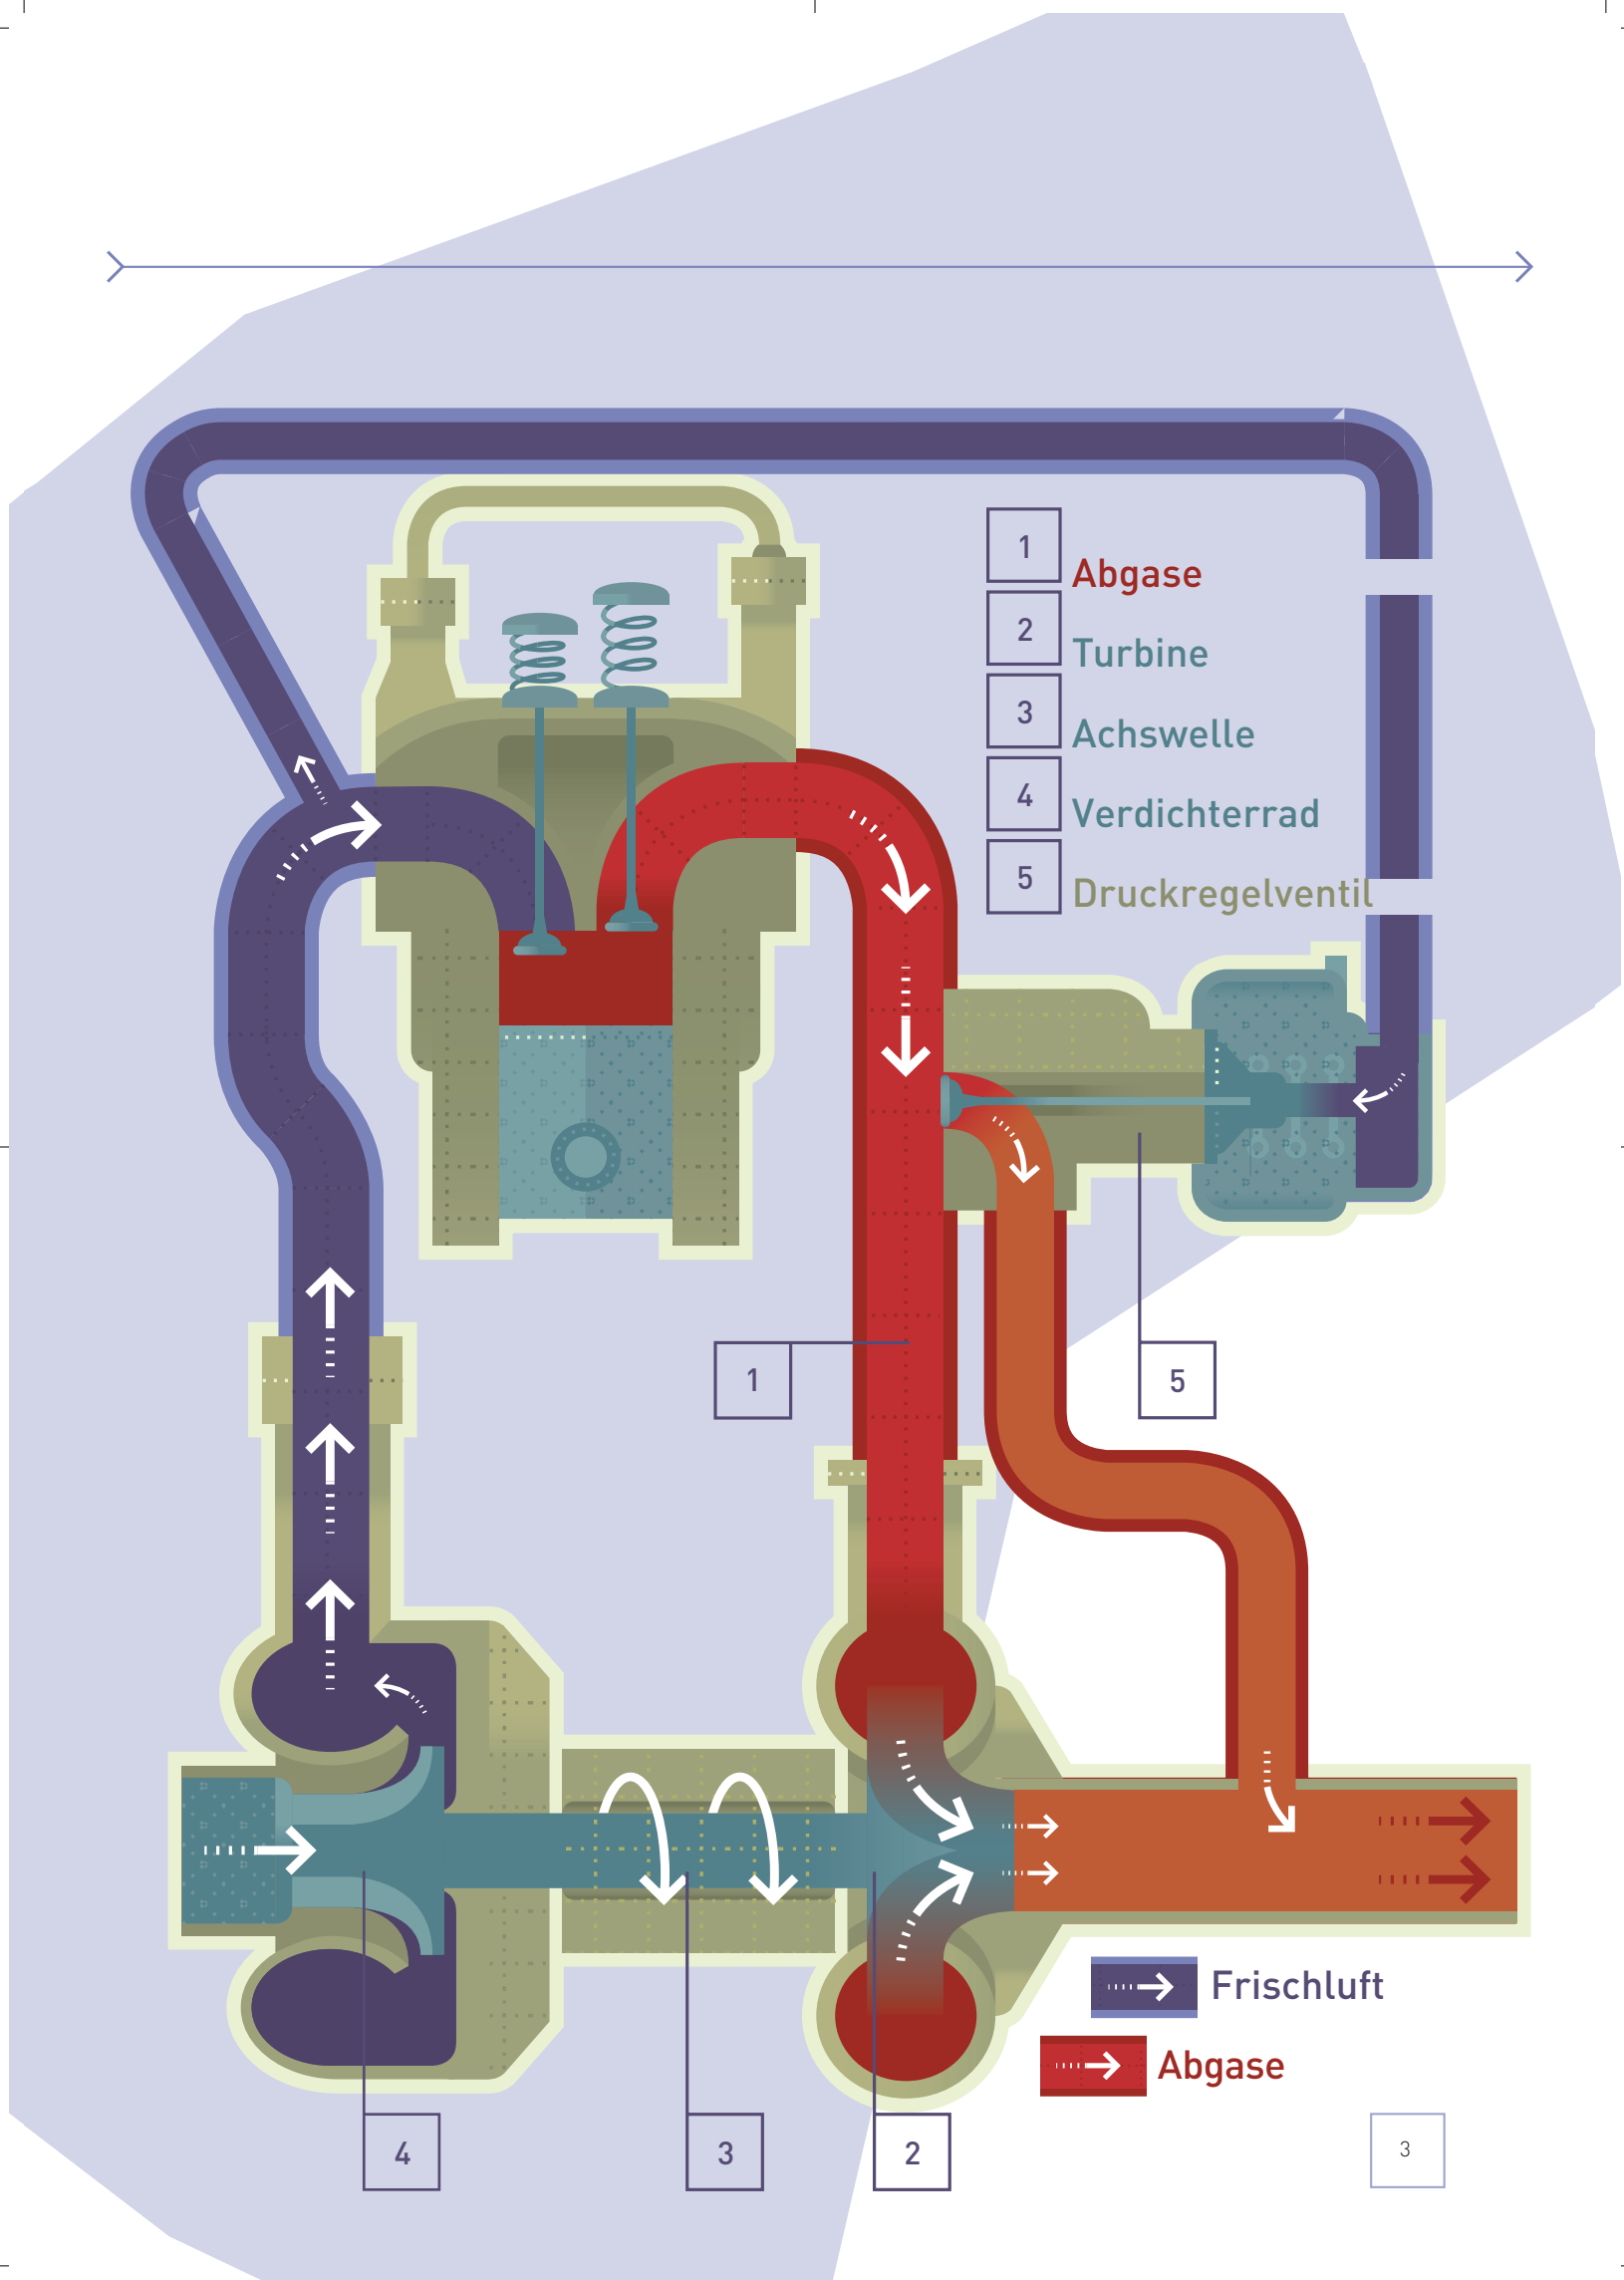 1
Abgase
2
Turbine
3
Achswelle
4
Verdichterrad
5
Druckregelventil
1
5
Frischluft
Abgase
4
3
2
3